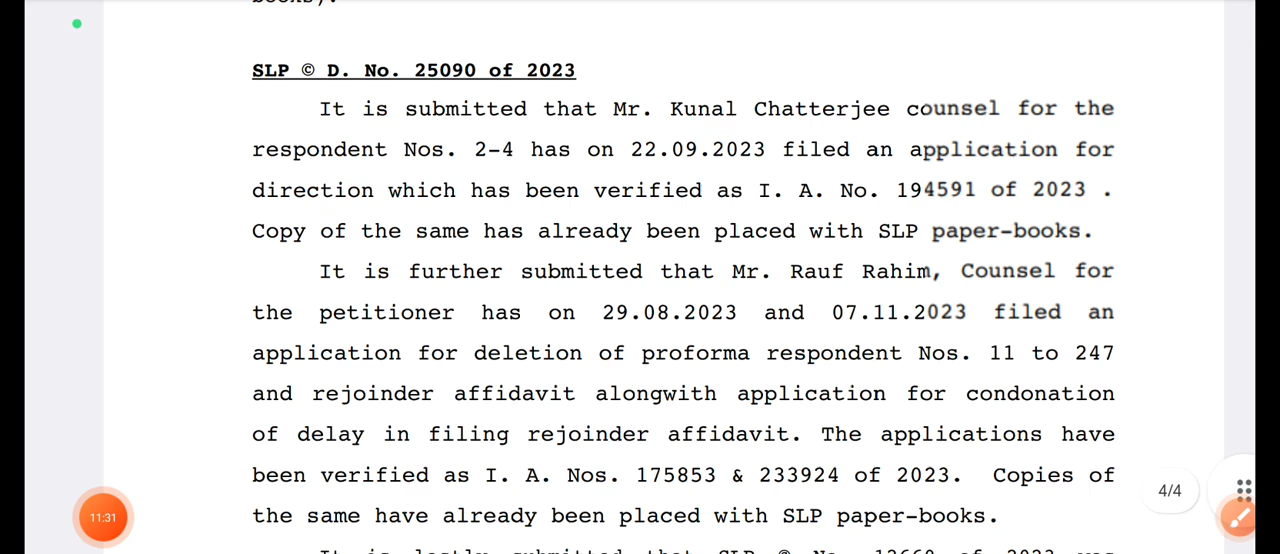 SLP © D. No. 25090 of 2023
It is submitted that Mr. Kunal Chatterjee counsel for the
respondent Nos. 2-4 has on 22.09.2023 filed an application for
direction which has been verified as I. A. No. 194591 of 2023 .
Copy of the same has already been placed with SLP paper-books.
It is further submitted that Mr. Rauf Rahim, Counsel for
the petitioner has on 29.08.2023 and 07.11.2023 filed an
application for deletion of proforma respondent Nos. 11 to 247
and rejoinder affidavit alongwith application for condonation
of delay in filing rejoinder affidavit. The applications have
been verified as I. A. Nos. 175853 & 233924 of 2023. Copies of
4/4
11:31
the same have already been placed with SLP paper-books.